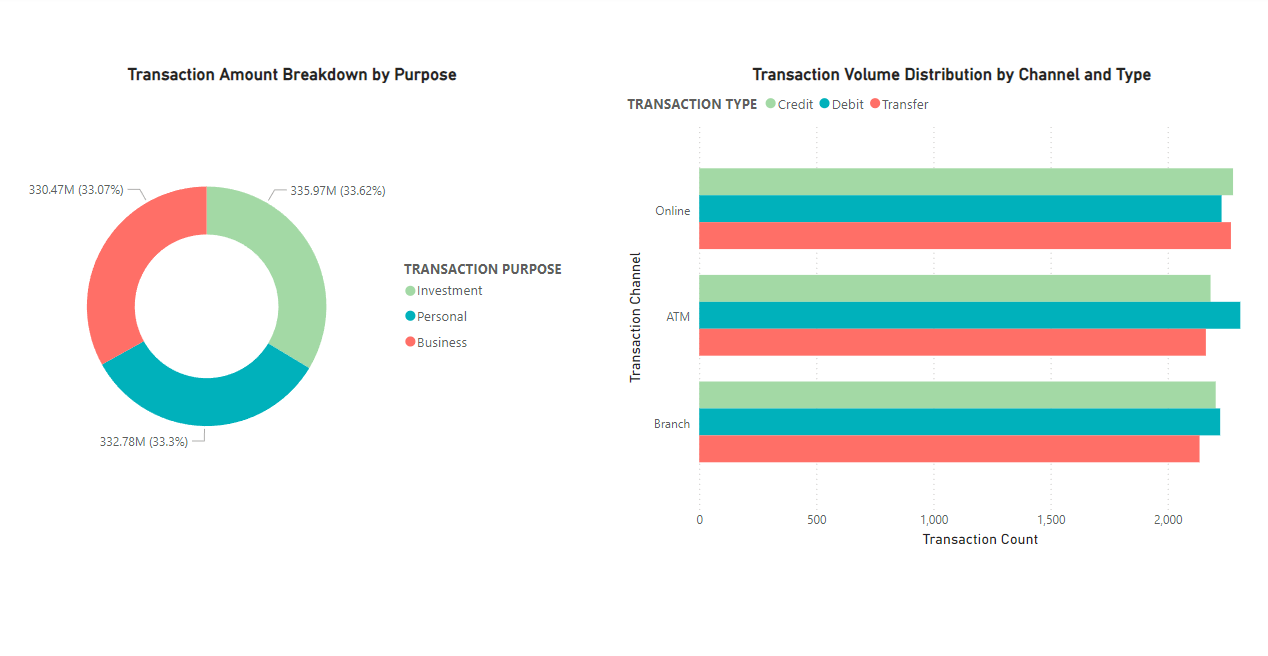 Transaction Amount Breakdown by Purpose
330.47M (33.07%)
335.97M (33.62%)
332.78M (33.3%)
TRANSACTION PURPOSE
Investment
Personal
Business
Transaction Volume Distribution by Channel and Type
TRANSACTION TYPE Credit Debit Transfer
Transaction Channel
Online
ATM
Branch
0 500 1,000 1,500 2,000
Transaction Count